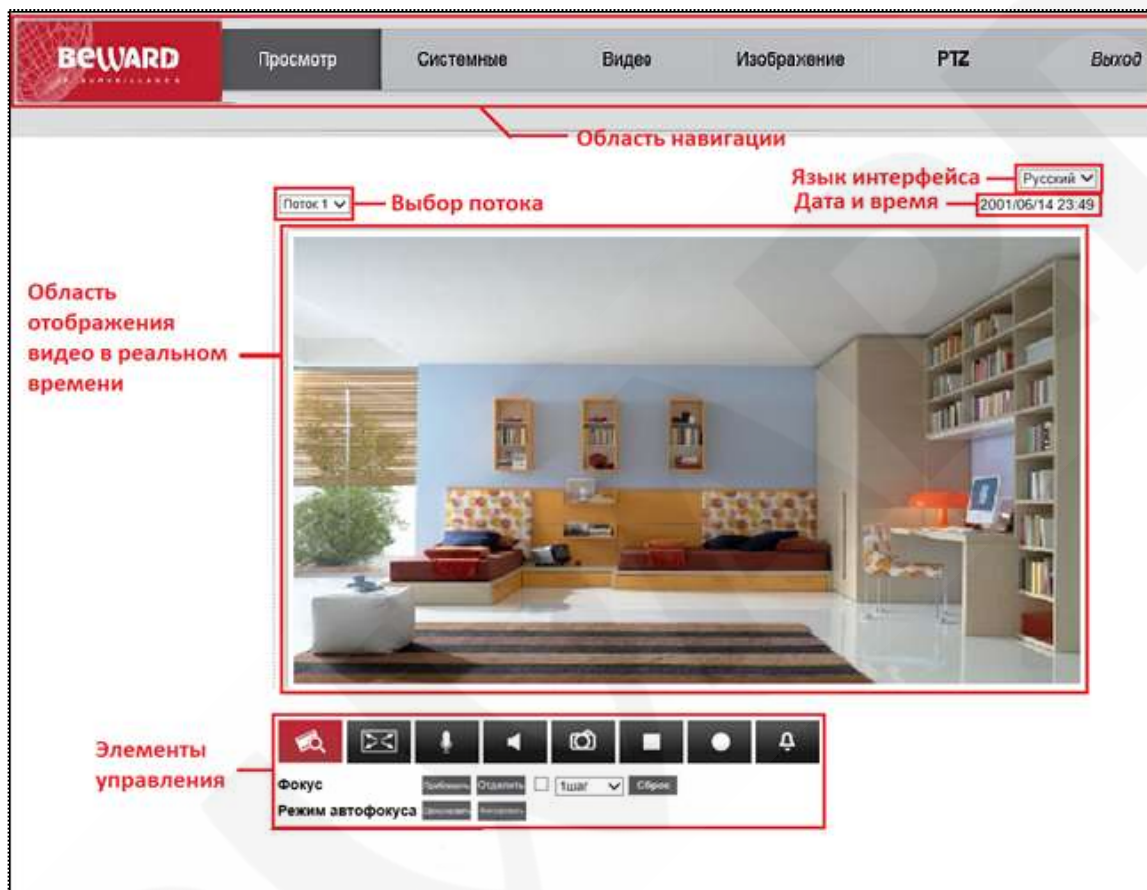 BEWARD
Просмотр
Системные
Видео
Изображение
PTZ
Выход
Область навигации
Язык интерфейса
Русский
Поток 1
Выбор потока
Дата и время
2001/06/14 23:49
Область
отображения
видео в реальном
времени
Элементы
управления
Фокус
Отдалить
1шаг
Сброс
Режим автофокуса